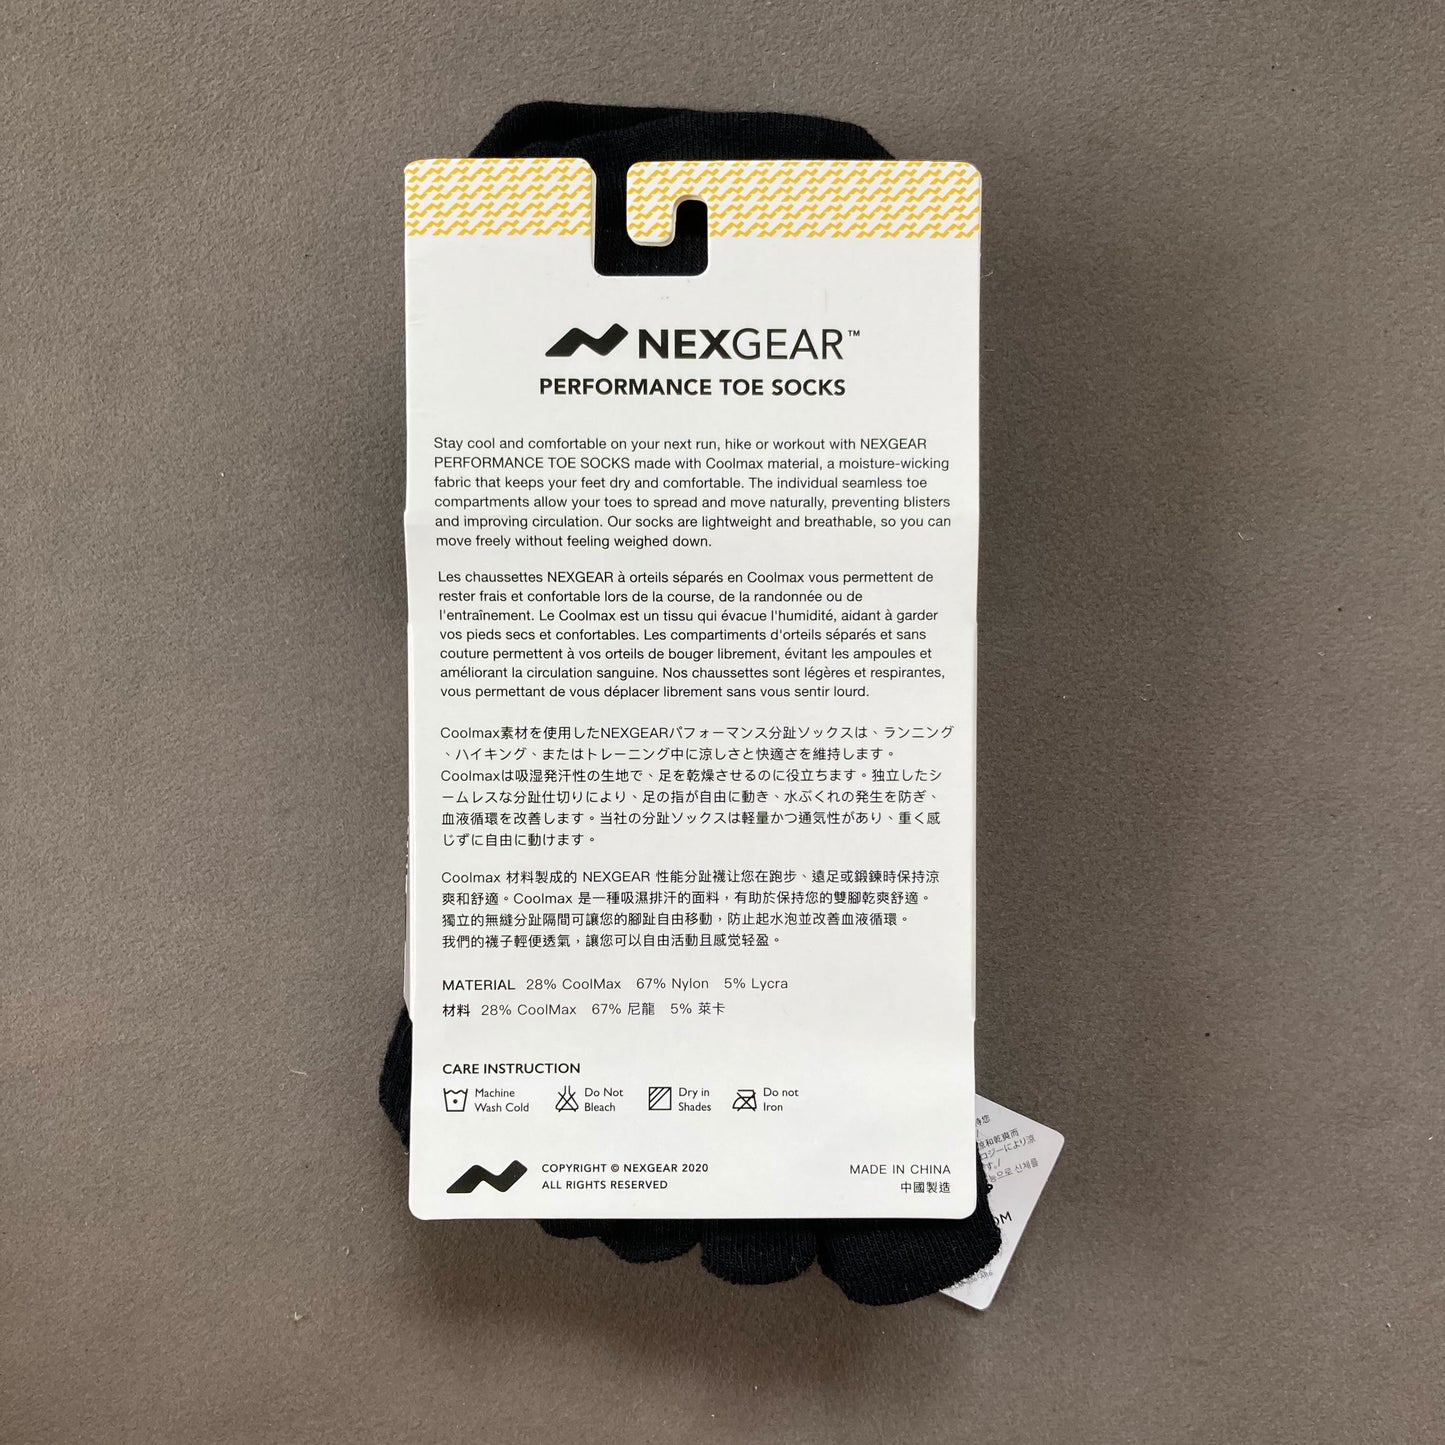 NEXGEAR™
PERFORMANCE TOE SOCKS
Stay cool and comfortable on your next run, hike or workout with NEXGEAR
PERFORMANCE TOE SOCKS made with Coolmax material, a moisture-wicking
fabric that keeps your feet dry and comfortable. The individual seamless toe
compartments allow your toes to spread and move naturally, preventing blisters
and improving circulation. Our socks are lightweight and breathable, so you can
move freely without feeling weighed down.
Les chaussettes NEXGEAR à orteils séparés en Coolmax vous permettent de
rester frais et confortable lors de la course, de la randonnée ou de
l'entraînement. Le Coolmax est un tissu qui évacue l'humidité, aidant à garder
vos pieds secs et confortables. Les compartiments d'orteils séparés et sans
couture permettent à vos orteils de bouger librement, évitant les ampoules et
améliorant la circulation sanguine. Nos chaussettes sont légères et respirantes,
vous permettant de vous déplacer librement sans vous sentir lourd.
Coolmax素材を使用したNEXGEARパフォーマンス分趾ソックスは、ランニング
、ハイキング、またはトレーニング中に涼しさと快適さを維持します。
Coolmaxは吸湿発汗性の生地で、足を乾燥させるのに役立ちます。独立したシ
ームレスな分趾仕切りにより、足の指が自由に動き、水ぶくれの発生を防ぎ、
血液循環を改善します。当社の分趾ソックスは軽量かつ通気性があり、重く感
じずに自由に動けます。
Coolmax 材料製成的 NEXGEAR 性能分趾襪让您在跑步、遠足或鍛鍊時保持涼
爽和舒適。Coolmax 是一種吸濕排汗的面料，有助於保持您的雙腳乾爽舒適。
獨立的無縫分趾隔間可讓您的腳趾自由移動，防止起水泡並改善血液循環。
我們的襪子輕便透氣，讓您可以自由活動且感觉轻盈。
MATERIAL 28% CoolMax 67% Nylon 5% Lycra
材料 28% CoolMax 67% 尼龍 5% 萊卡
CARE INSTRUCTION
Machine
Wash Cold
Do Not
Bleach
Dry in
Shades
Do not
Iron
COPYRIGHT © NEXGEAR 2020
ALL RIGHTS RESERVED
MADE IN CHINA
中國製造